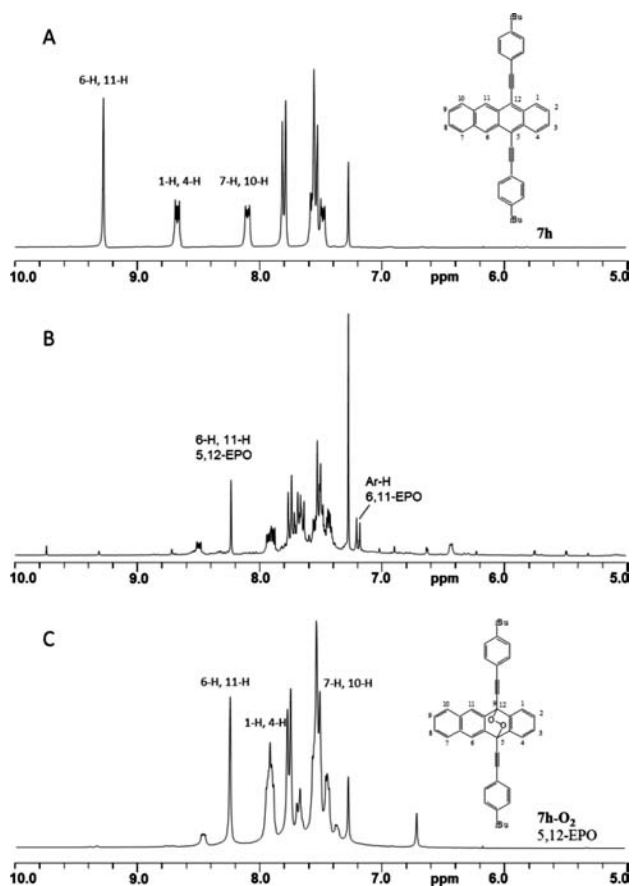 A
6-H, 11-H
1-H, 4-H
7-H, 10-H
10 11 12 1
9 2
8 3
7 6 5 4
7h
10.0 9.0 8.0 7.0 ppm 6.0 5.0
B
6-H, 11-H
5,12-EPO
Ar-H
6,11-EPO
10.0 9.0 8.0 7.0 ppm 6.0 5.0
C
6-H, 11-H
1-H, 4-H
7-H, 10-H
10 11 12 1
9 O 2
8 O 3
7 6 5 4
7h-O₂
5,12-EPO
10.0 9.0 8.0 7.0 ppm 6.0 5.0